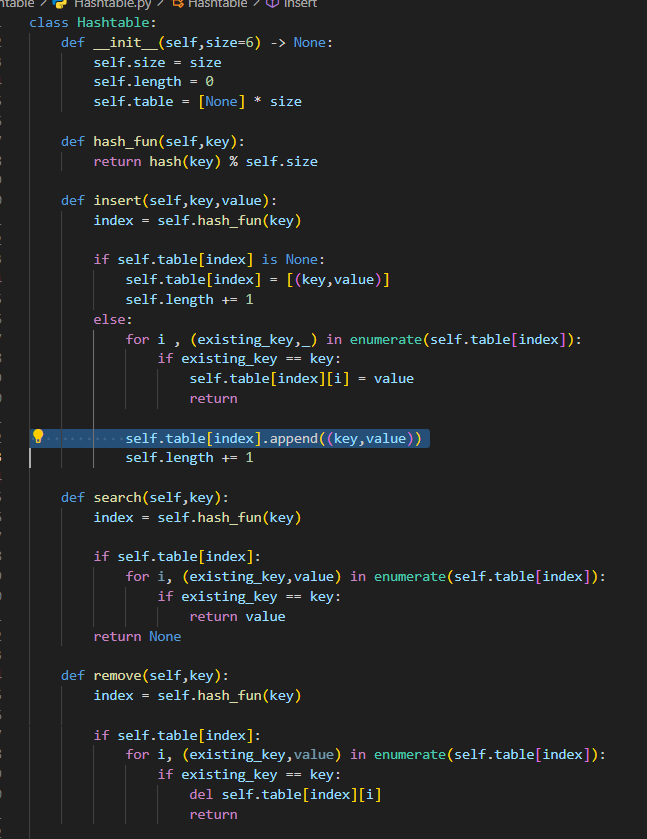 ntable > Hashtable.py > Hashtable > insert
class Hashtable:
    def __init__(self,size=6) -> None:
        self.size = size
        self.length = 0
        self.table = [None] * size
    def hash_fun(self,key):
        return hash(key) % self.size
    def insert(self,key,value):
        index = self.hash_fun(key)
        if self.table[index] is None:
            self.table[index] = [(key,value)]
            self.length += 1
        else:
            for i , (existing_key,_) in enumerate(self.table[index]):
                if existing_key == key:
                    self.table[index][i] = value
                    return
            self.table[index].append((key,value))
            self.length += 1
    def search(self,key):
        index = self.hash_fun(key)
        if self.table[index]:
            for i, (existing_key,value) in enumerate(self.table[index]):
                if existing_key == key:
                    return value
        return None
    def remove(self,key):
        index = self.hash_fun(key)
        if self.table[index]:
            for i, (existing_key,value) in enumerate(self.table[index]):
                if existing_key == key:
                    del self.table[index][i]
                    return